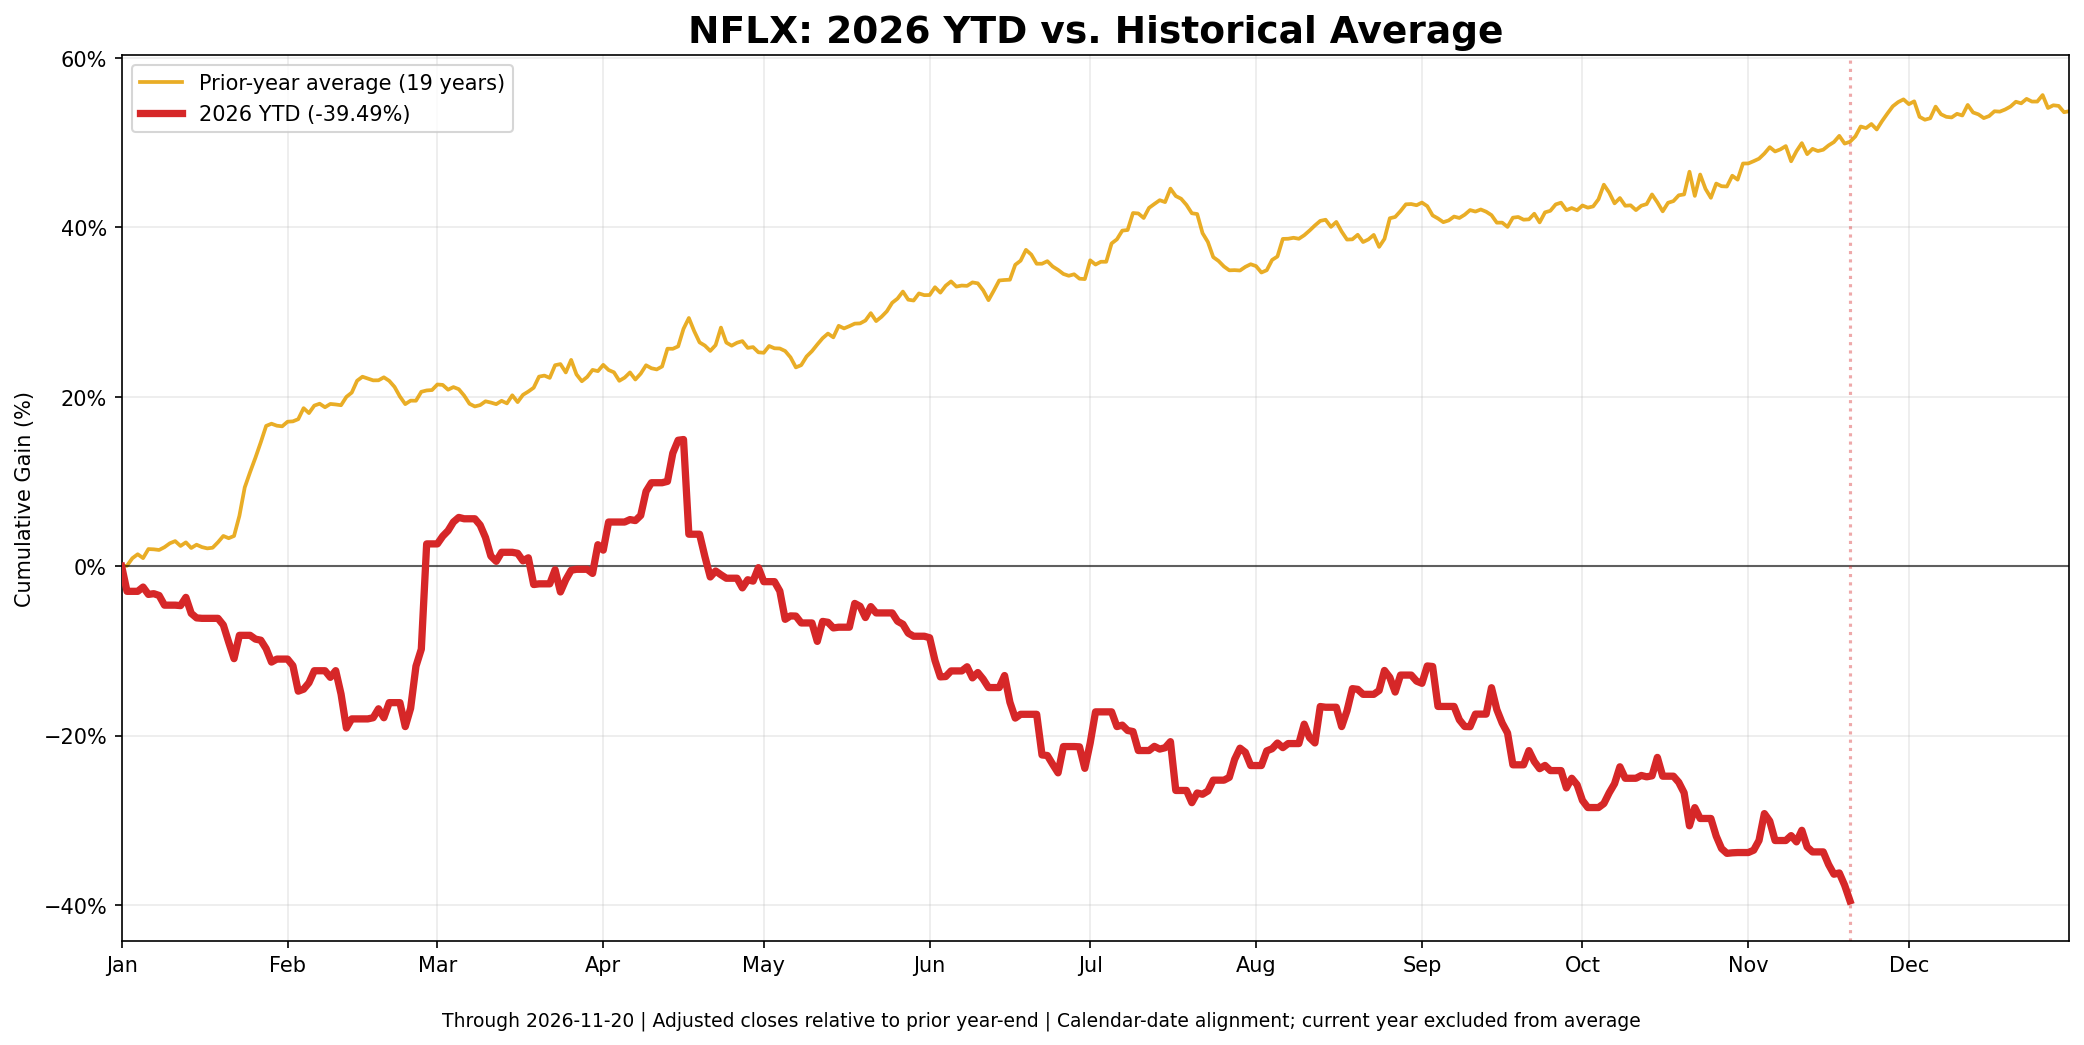 NFLX: 2026 YTD vs. Historical Average
Prior-year average (19 years)
2026 YTD (-39.49%)
Cumulative Gain (%)
60%
40%
20%
0%
−20%
−40%
Jan Feb Mar Apr May Jun Jul Aug Sep Oct Nov Dec
Through 2026-11-20 | Adjusted closes relative to prior year-end | Calendar-date alignment; current year excluded from average